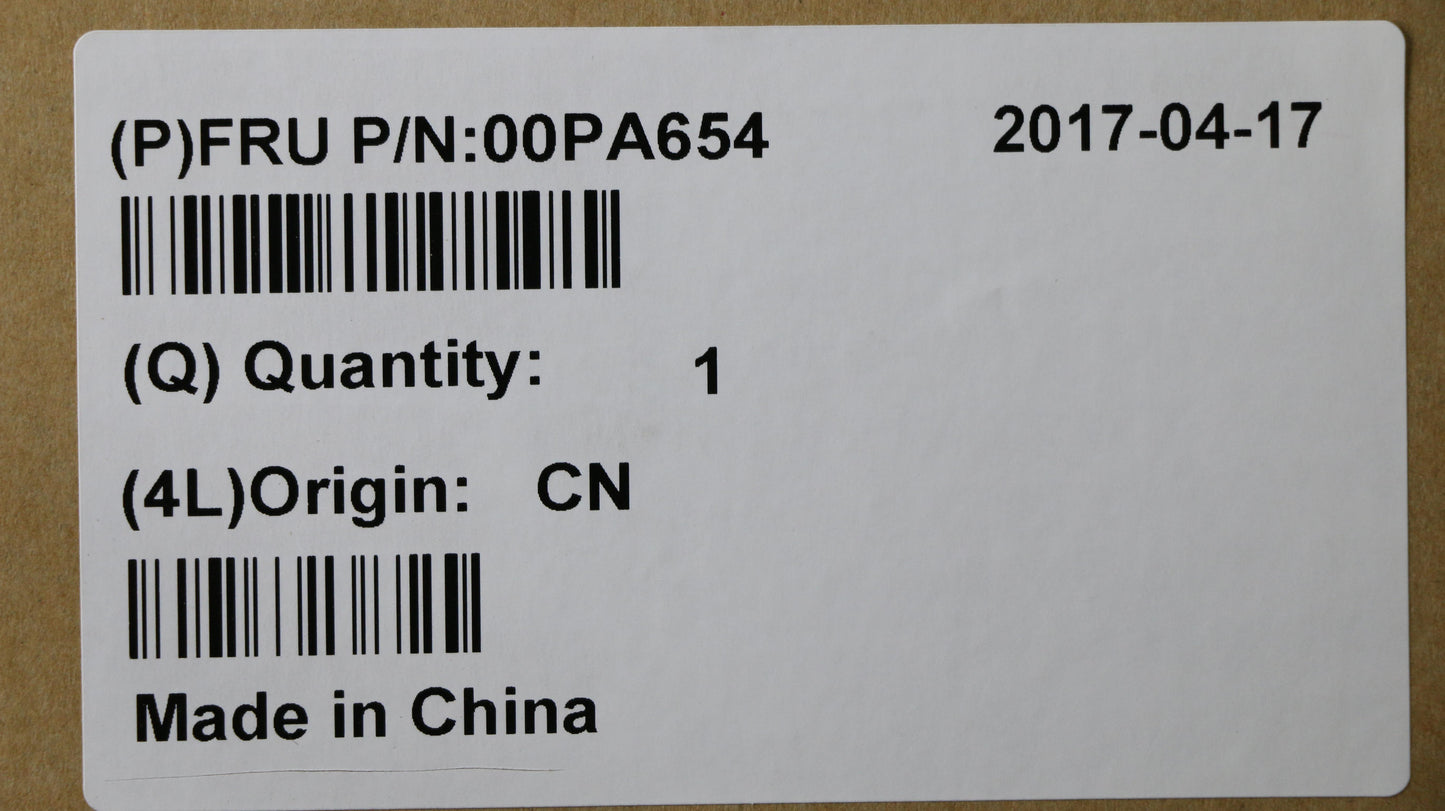 (P)FRU P/N:00PA654 2017-04-17
(Q) Quantity: 1
(4L)Origin: CN
Made in China